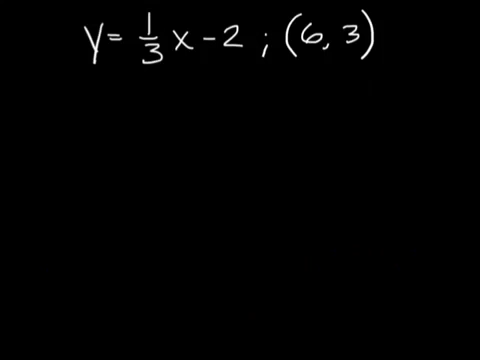 y = 1/3 x - 2 ; (6, 3)